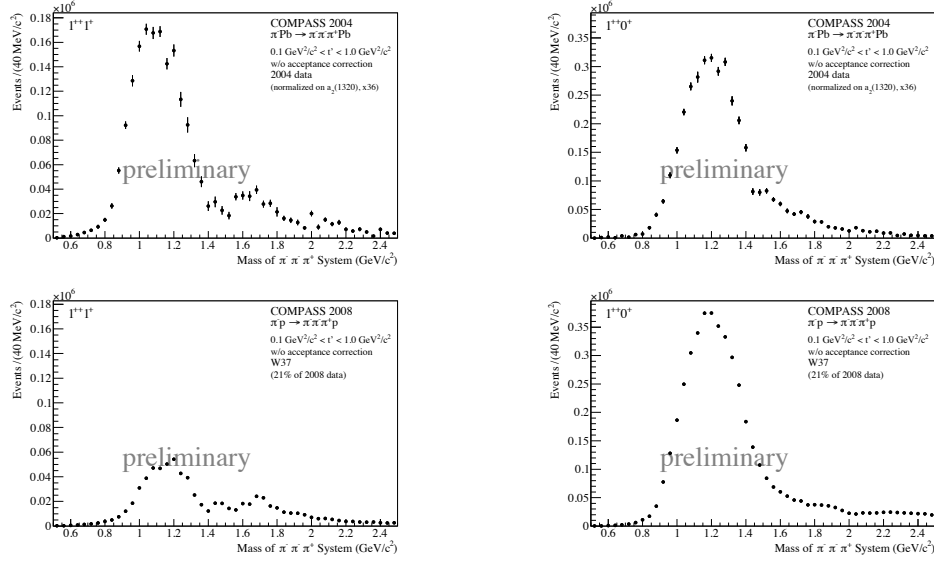 ×10⁶
1⁺⁺1⁺
COMPASS 2004
π⁻Pb → π⁻π⁻π⁺Pb
0.1 GeV²/c² < t' < 1.0 GeV²/c²
w/o acceptance correction
2004 data
(normalized on a₂(1320), x36)
preliminary
Events / (40 MeV/c²)
0.18
0.16
0.14
0.12
0.1
0.08
0.06
0.04
0.02
0
0.6 0.8 1 1.2 1.4 1.6 1.8 2 2.2 2.4
Mass of π⁻ π⁻ π⁺ System (GeV/c²)
×10⁶
1⁺⁺0⁺
COMPASS 2004
π⁻Pb → π⁻π⁻π⁺Pb
0.1 GeV²/c² < t' < 1.0 GeV²/c²
w/o acceptance correction
2004 data
(normalized on a₂(1320), x36)
preliminary
Events / (40 MeV/c²)
0.35
0.3
0.25
0.2
0.15
0.1
0.05
0
0.6 0.8 1 1.2 1.4 1.6 1.8 2 2.2 2.4
Mass of π⁻ π⁻ π⁺ System (GeV/c²)
×10⁶
1⁺⁺1⁺
COMPASS 2008
π⁻p → π⁻π⁻π⁺p
0.1 GeV²/c² < t' < 1.0 GeV²/c²
w/o acceptance correction
W37
(21% of 2008 data)
preliminary
Events / (40 MeV/c²)
0.18
0.16
0.14
0.12
0.1
0.08
0.06
0.04
0.02
0
0.6 0.8 1 1.2 1.4 1.6 1.8 2 2.2 2.4
Mass of π⁻ π⁻ π⁺ System (GeV/c²)
×10⁶
1⁺⁺0⁺
COMPASS 2008
π⁻p → π⁻π⁻π⁺p
0.1 GeV²/c² < t' < 1.0 GeV²/c²
w/o acceptance correction
W37
(21% of 2008 data)
preliminary
Events / (40 MeV/c²)
0.35
0.3
0.25
0.2
0.15
0.1
0.05
0
0.6 0.8 1 1.2 1.4 1.6 1.8 2 2.2 2.4
Mass of π⁻ π⁻ π⁺ System (GeV/c²)